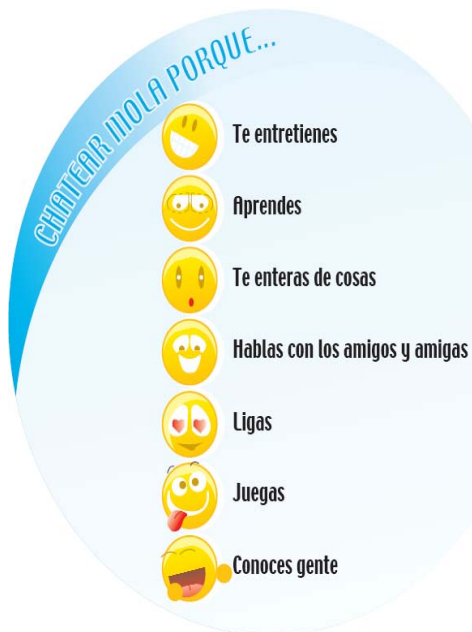 CHATEAR MOLA PORQUE...
Te entretienes
Aprendes
Te enteras de cosas
Hablas con los amigos y amigas
Ligas
Juegas
Conoces gente